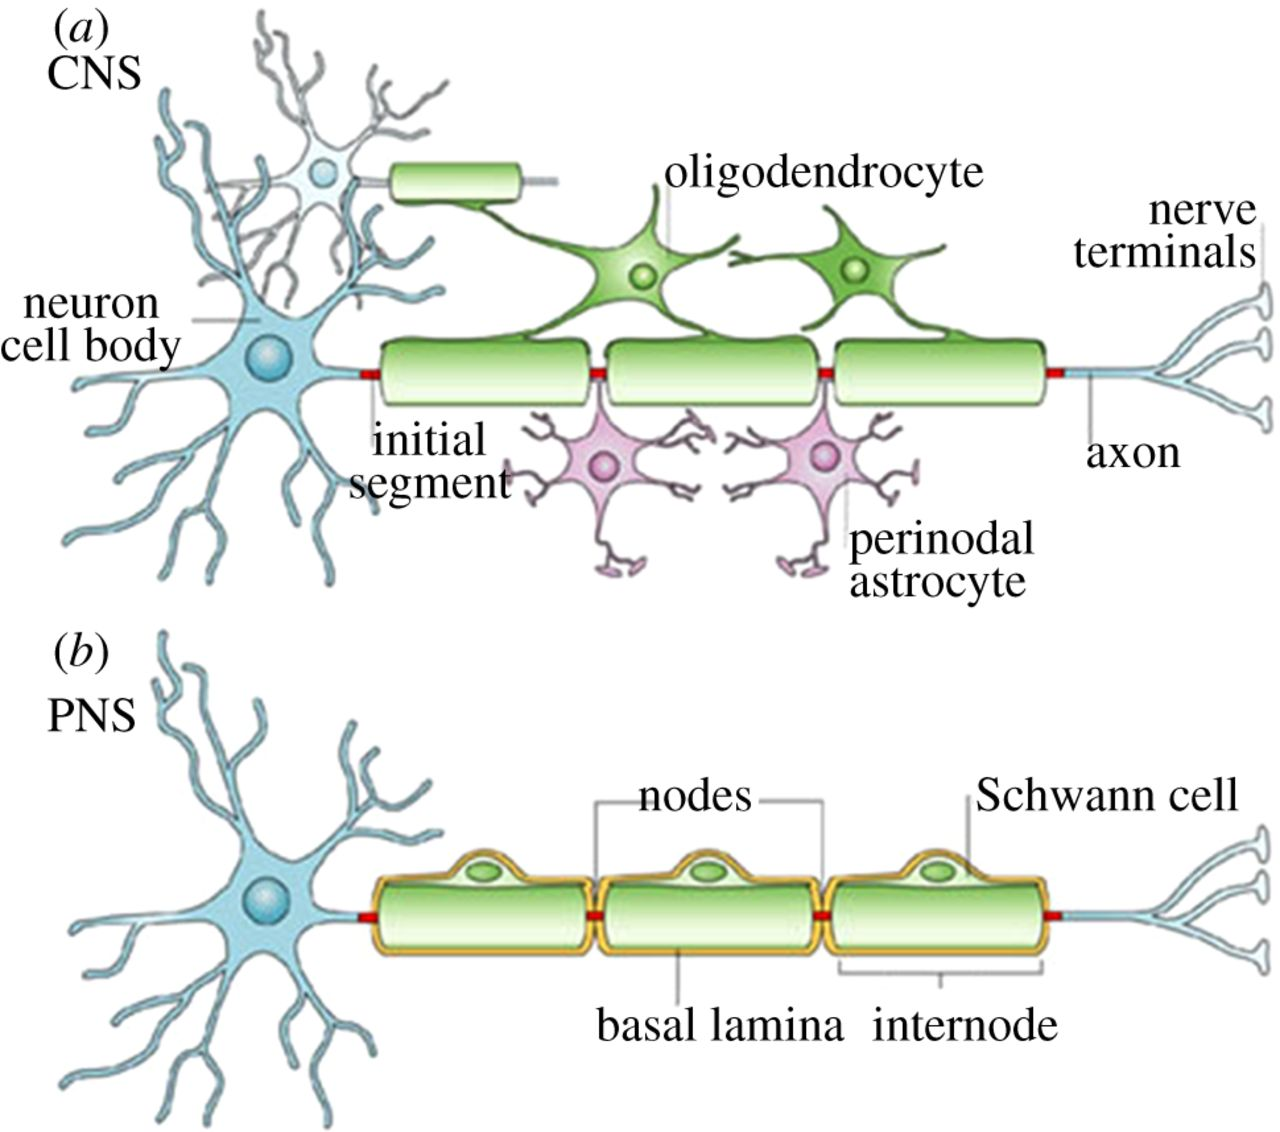 (a)
CNS
oligodendrocyte
nerve
terminals
neuron
cell body
initial
segment
axon
perinodal
astrocyte
(b)
PNS
nodes
Schwann cell
basal lamina
internode